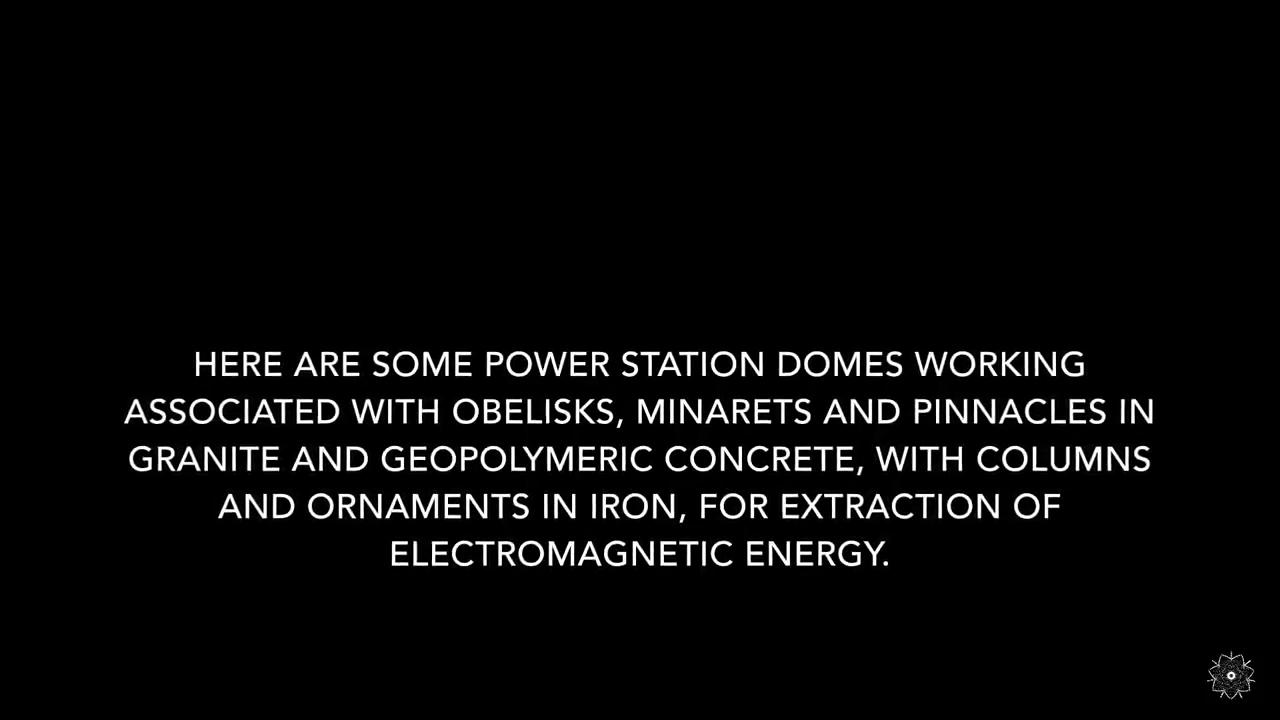 HERE ARE SOME POWER STATION DOMES WORKING
ASSOCIATED WITH OBELISKS, MINARETS AND PINNACLES IN
GRANITE AND GEOPOLYMERIC CONCRETE, WITH COLUMNS
AND ORNAMENTS IN IRON, FOR EXTRACTION OF
ELECTROMAGNETIC ENERGY.